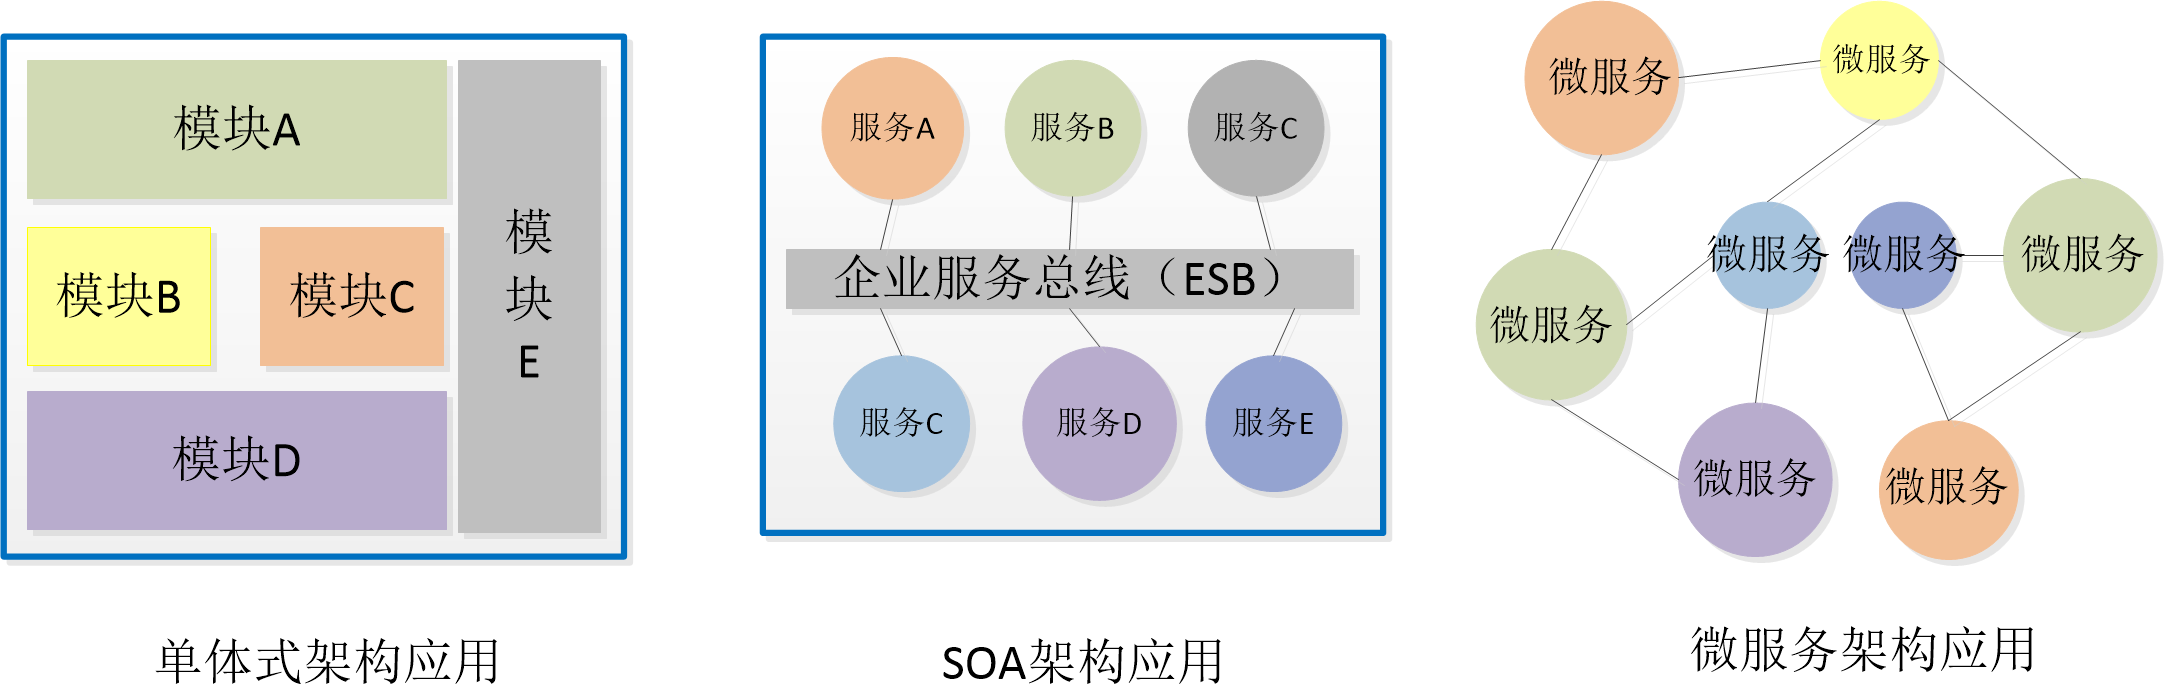 模块A
模块B
模块C
模块D
模
块
E
单体式架构应用
服务A
服务B
服务C
企业服务总线（ESB）
服务C
服务D
服务E
SOA架构应用
微服务
微服务
微服务
微服务
微服务
微服务
微服务
微服务
微服务架构应用